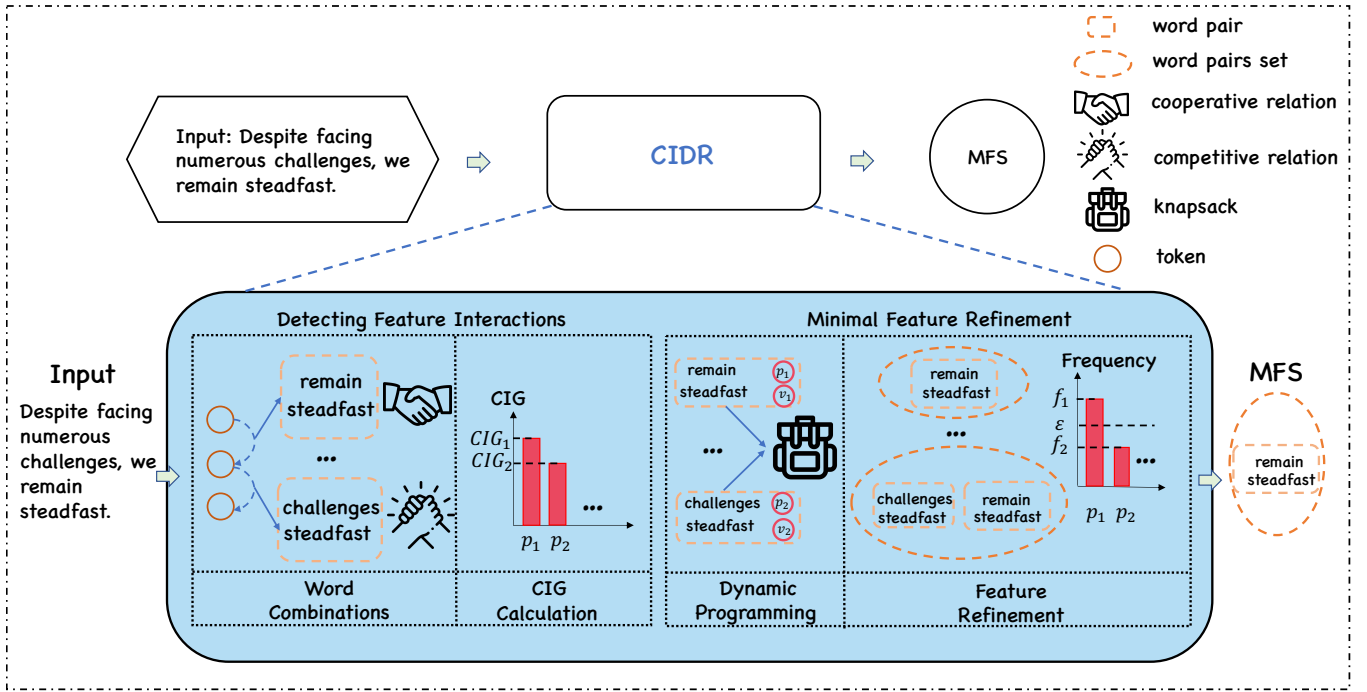 Input: Despite facing
numerous challenges, we
remain steadfast.
CIDR
MFS
word pair
word pairs set
cooperative relation
competitive relation
knapsack
token
Detecting Feature Interactions
Minimal Feature Refinement
Input
Despite facing
numerous
challenges, we
remain
steadfast.
remain
steadfast
...
challenges
steadfast
Word
Combinations
CIG
CIG₁
CIG₂
...
p₁ p₂
CIG
Calculation
remain
steadfast
p₁
v₁
...
challenges
steadfast
p₂
v₂
Dynamic
Programming
remain
steadfast
...
challenges
steadfast
remain
steadfast
Frequency
f₁
ε
f₂
...
p₁ p₂
Feature
Refinement
MFS
remain
steadfast